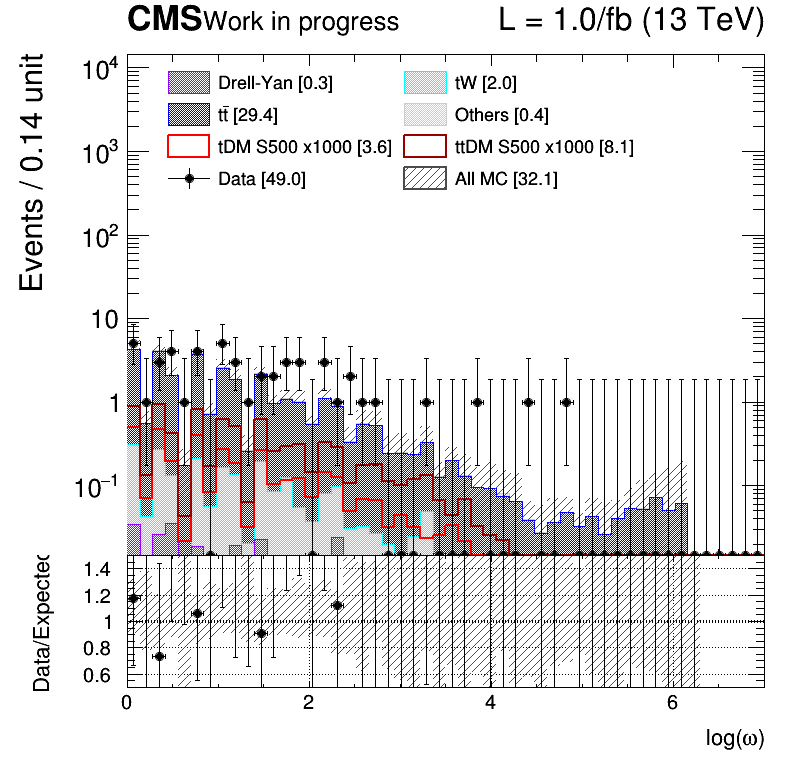 CMS Work in progress L = 1.0/fb (13 TeV)
Events / 0.14 unit
10⁴
10³
10²
10
1
10⁻¹
Drell-Yan [0.3]
tW [2.0]
tt̄ [29.4]
Others [0.4]
tDM S500 x1000 [3.6]
ttDM S500 x1000 [8.1]
Data [49.0]
All MC [32.1]
Data/Expected
1.4
1.2
1
0.8
0.6
0
2
4
6
log(ω)